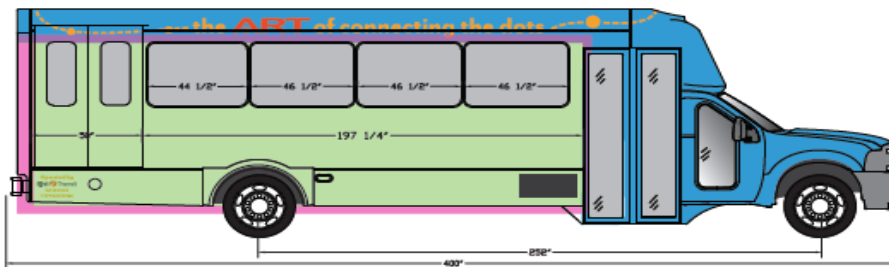 the ART of connecting the dots
44 1/2" 46 1/2" 46 1/2" 46 1/2"
197 1/4"
Transit
252"
400"